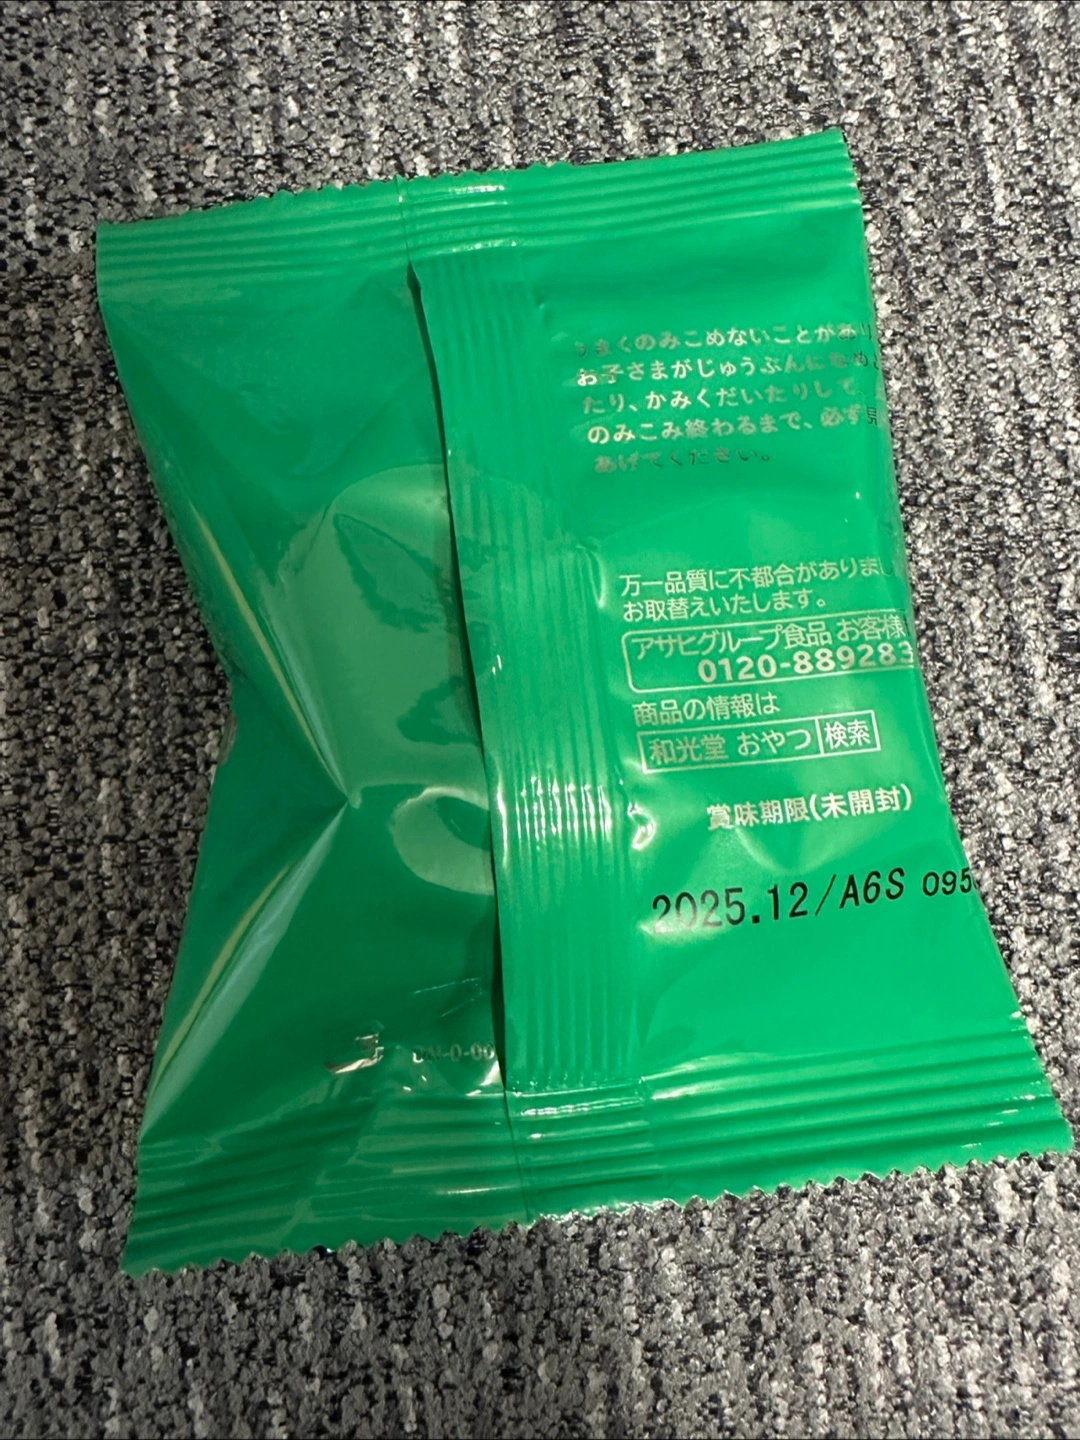 うまくのみこめないことがあり
お子さまがじゅうぶんになめと
たり、かみくだいたりして
のみこみ終わるまで、必ず見
あげてください。
万一品質に不都合がありまし
お取替えいたします。
アサヒグループ食品 お客様
0120-889283
商品の情報は
和光堂 おやつ 検索
賞味期限(未開封)
2025.12/A6S 095